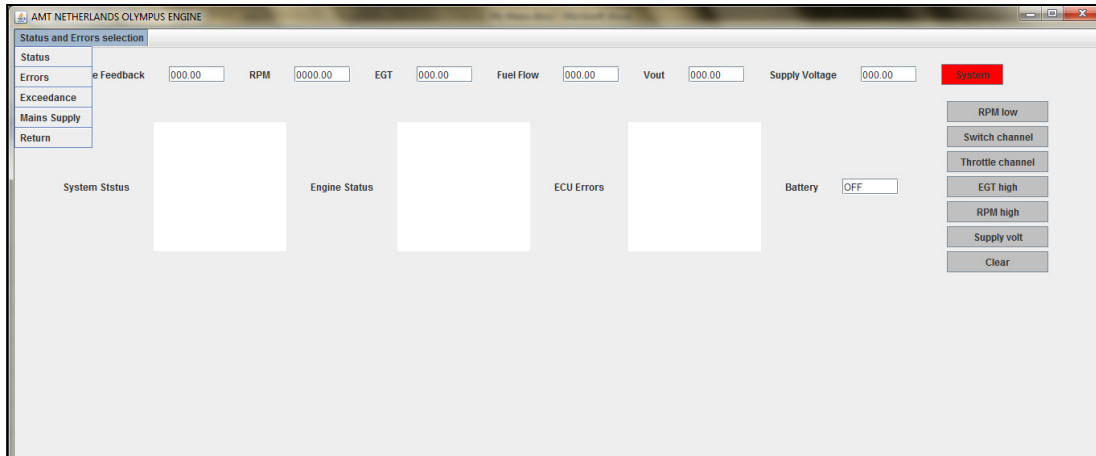 AMT NETHERLANDS OLYMPUS ENGINE
Status and Errors selection
Status
Errors
Exceedance
Mains Supply
Return
e Feedback 000.00 RPM 0000.00 EGT 000.00 Fuel Flow 000.00 Vout 000.00 Supply Voltage 000.00 System
RPM low
Switch channel
Throttle channel
EGT high
RPM high
Supply volt
Clear
System Ststus Engine Status ECU Errors Battery OFF